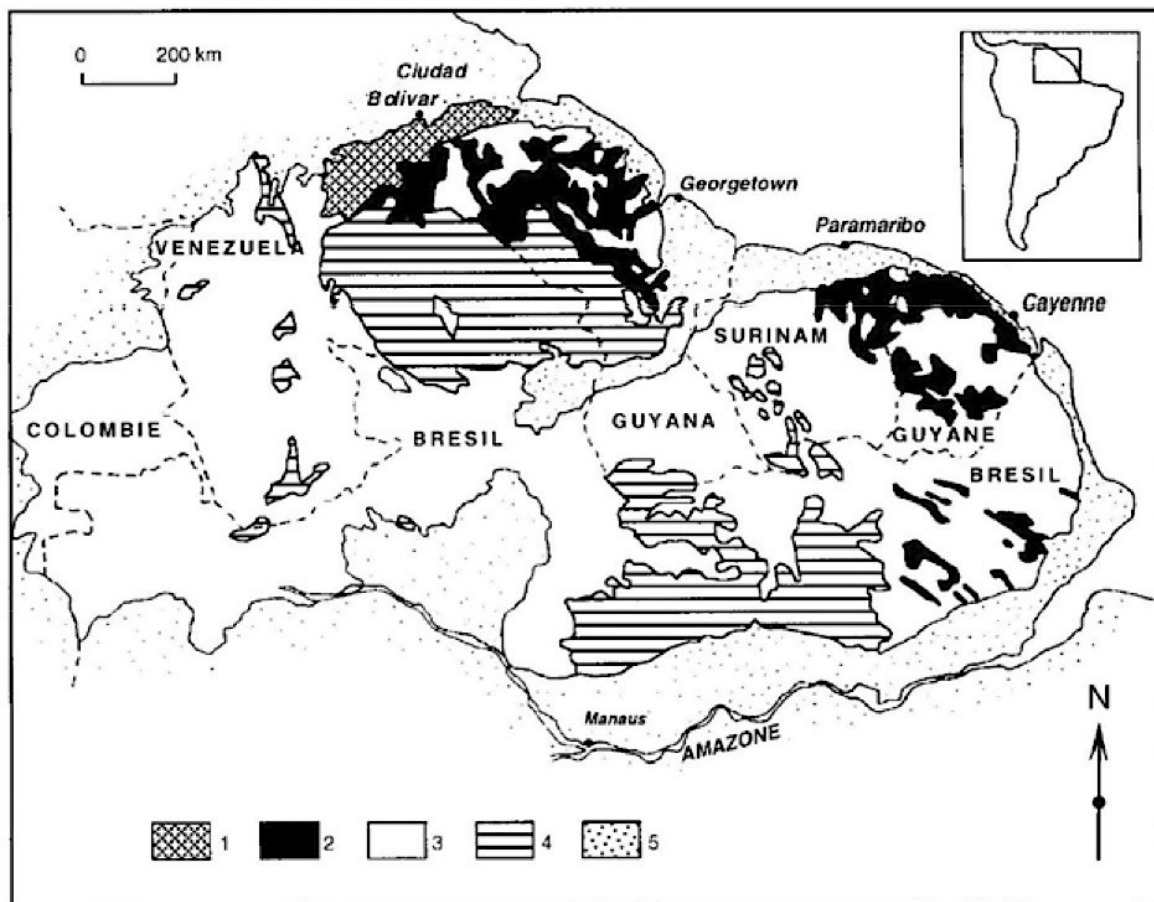 0 200 km
Ciudad
Bolivar
Georgetown
Paramaribo
VENEZUELA
Cayenne
SURINAM
COLOMBIE
BRESIL
GUYANA
GUYANE
BRESIL
N
Manaus
AMAZONE
1 2 3 4 5